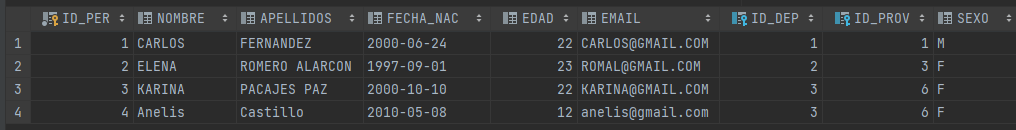 ID_PER NOMBRE APELLIDOS FECHA_NAC EDAD EMAIL ID_DEP ID_PROV SEXO
1 1 CARLOS FERNANDEZ 2000-06-24 22 CARLOS@GMAIL.COM 1 1 M
2 2 ELENA ROMERO ALARCON 1997-09-01 23 ROMAL@GMAIL.COM 2 3 F
3 3 KARINA PACAJES PAZ 2000-10-10 22 KARINA@GMAIL.COM 3 6 F
4 4 Anelis Castillo 2010-05-08 12 anelis@gmail.com 3 6 F